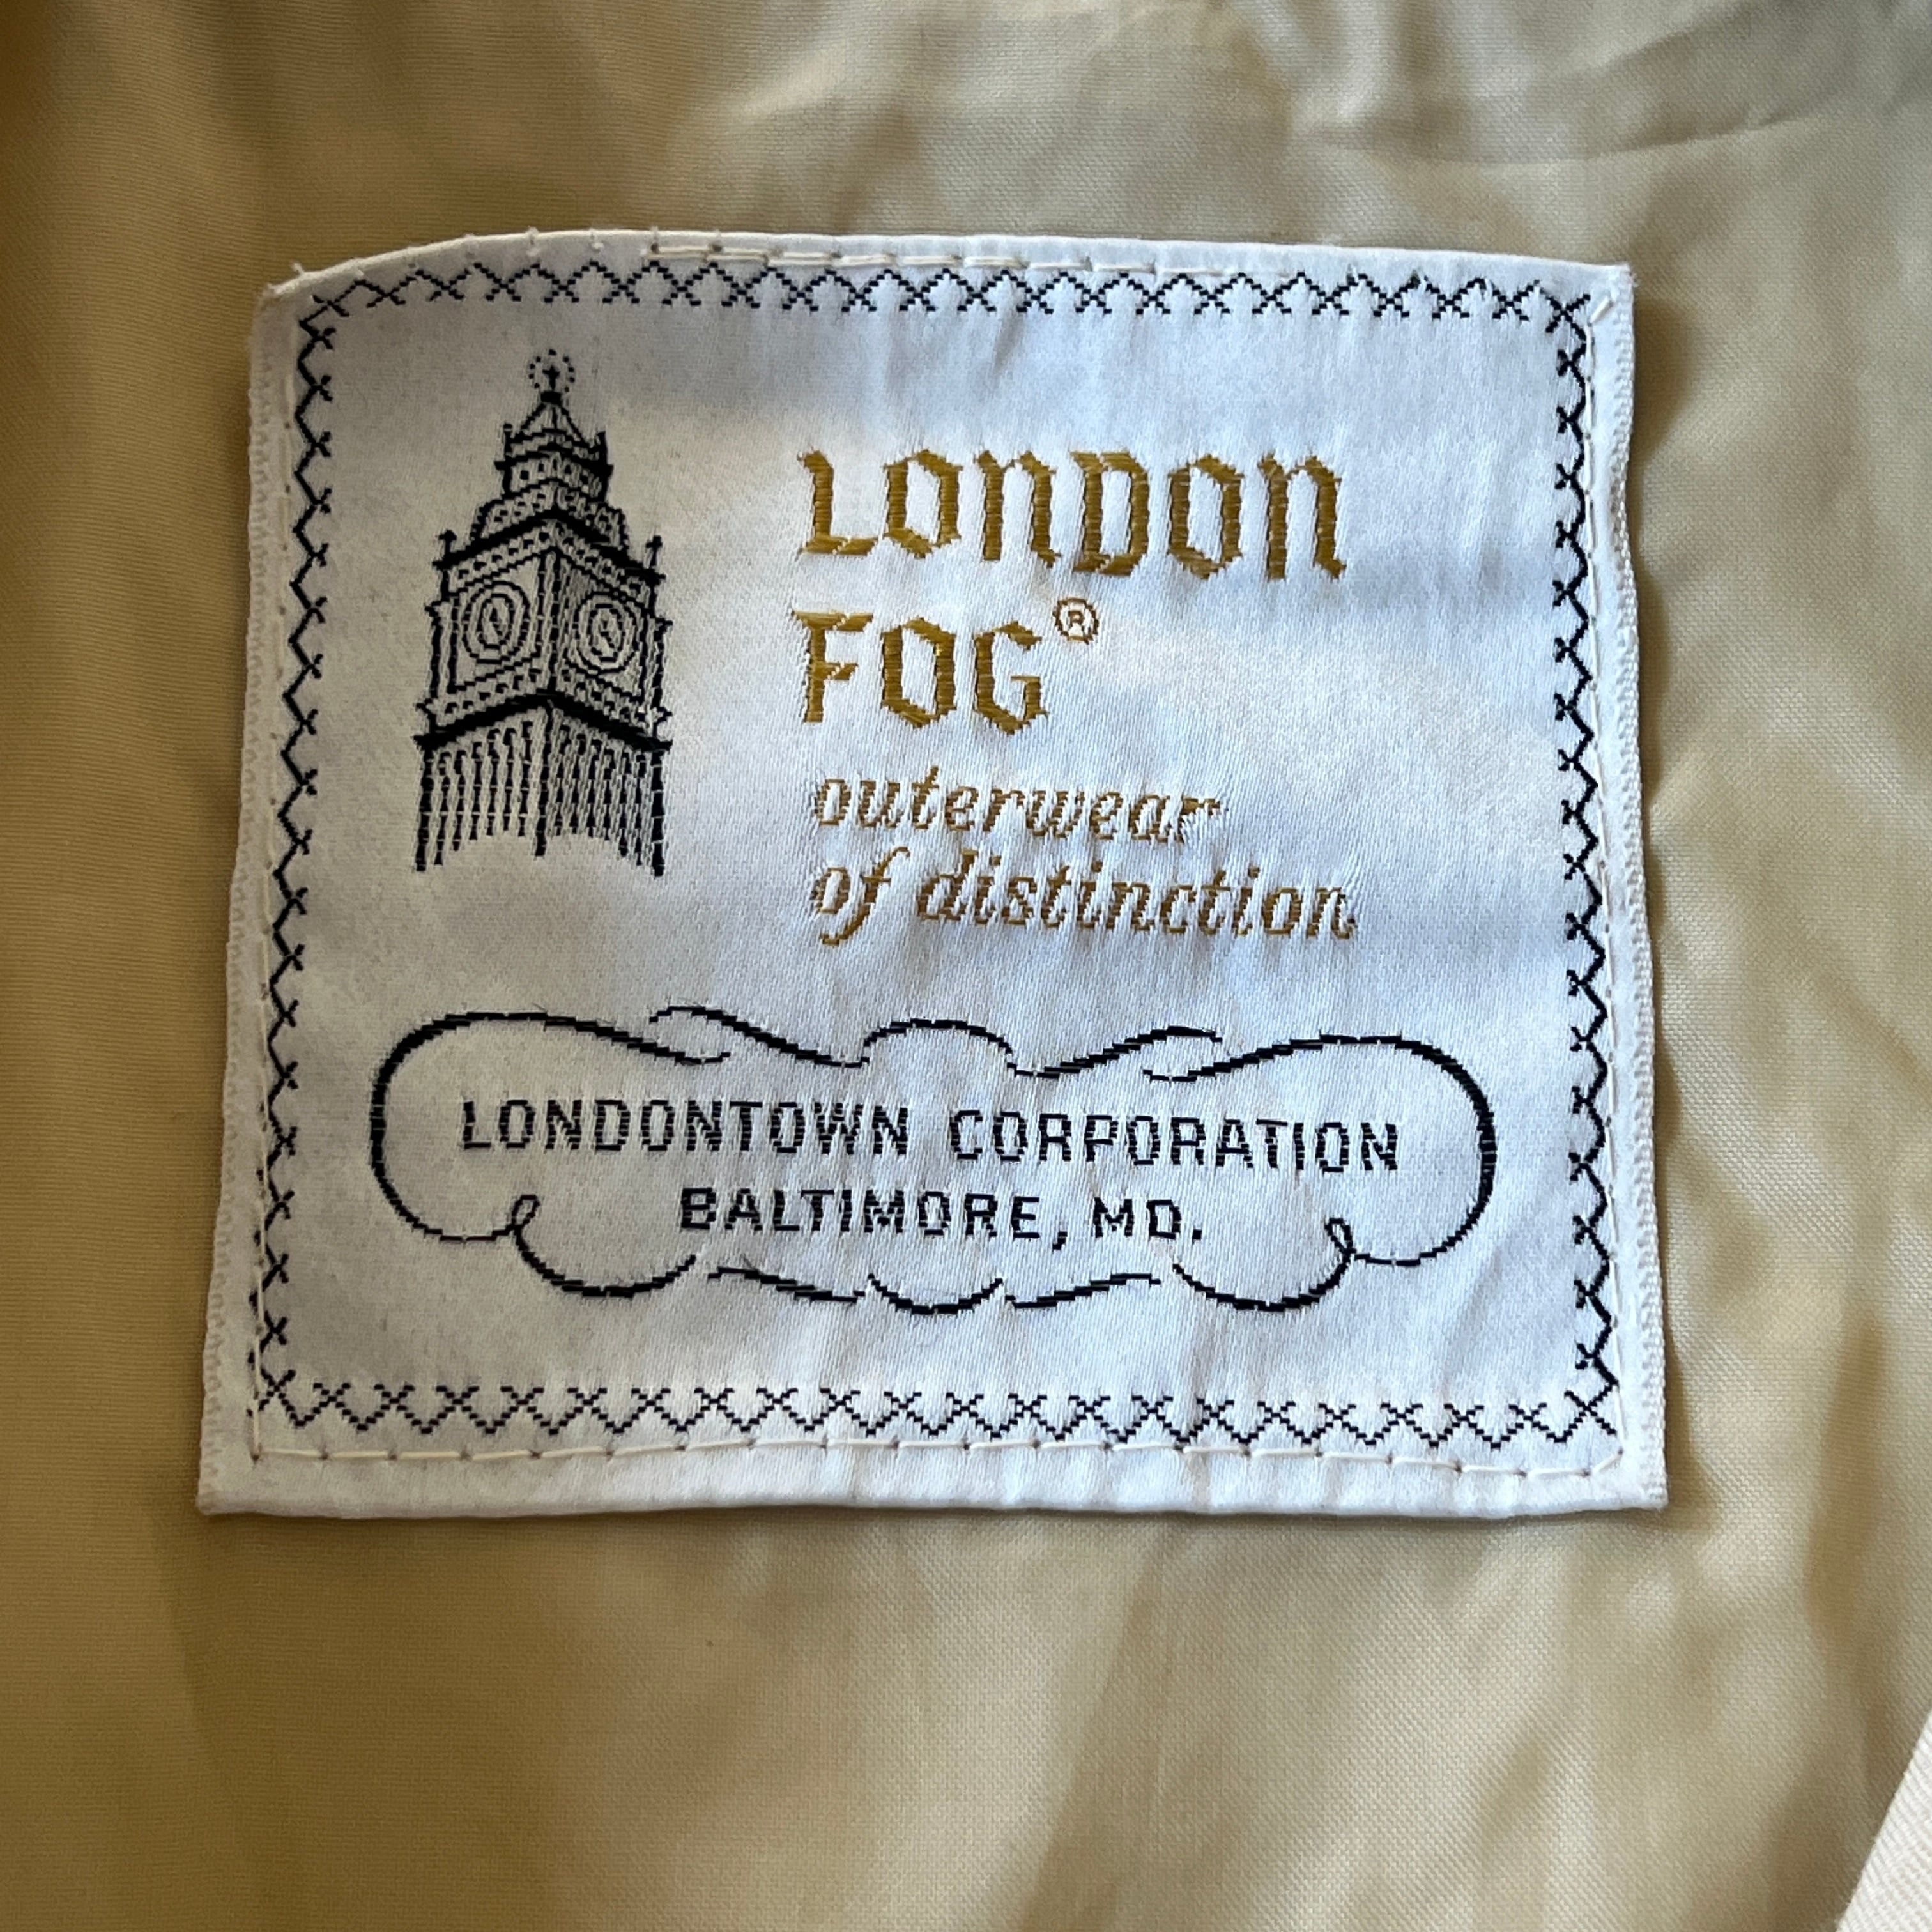 LONDON
FOG®
outerwear
of distinction
LONDONTOWN CORPORATION
BALTIMORE, MD.